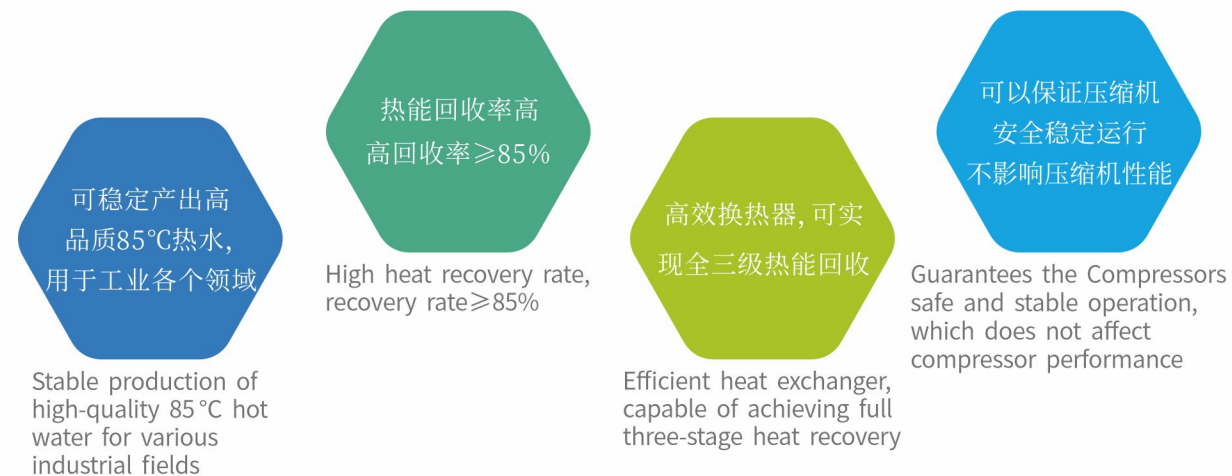 可稳定产出高
品质85℃热水,
用于工业各个领域
Stable production of
high-quality 85℃ hot
water for various
industrial fields
热能回收率高
高回收率≥85%
High heat recovery rate,
recovery rate≥85%
高效换热器, 可实
现全三级热能回收
Efficient heat exchanger,
capable of achieving full
three-stage heat recovery
可以保证压缩机
安全稳定运行
不影响压缩机性能
Guarantees the Compressors
safe and stable operation,
which does not affect
compressor performance